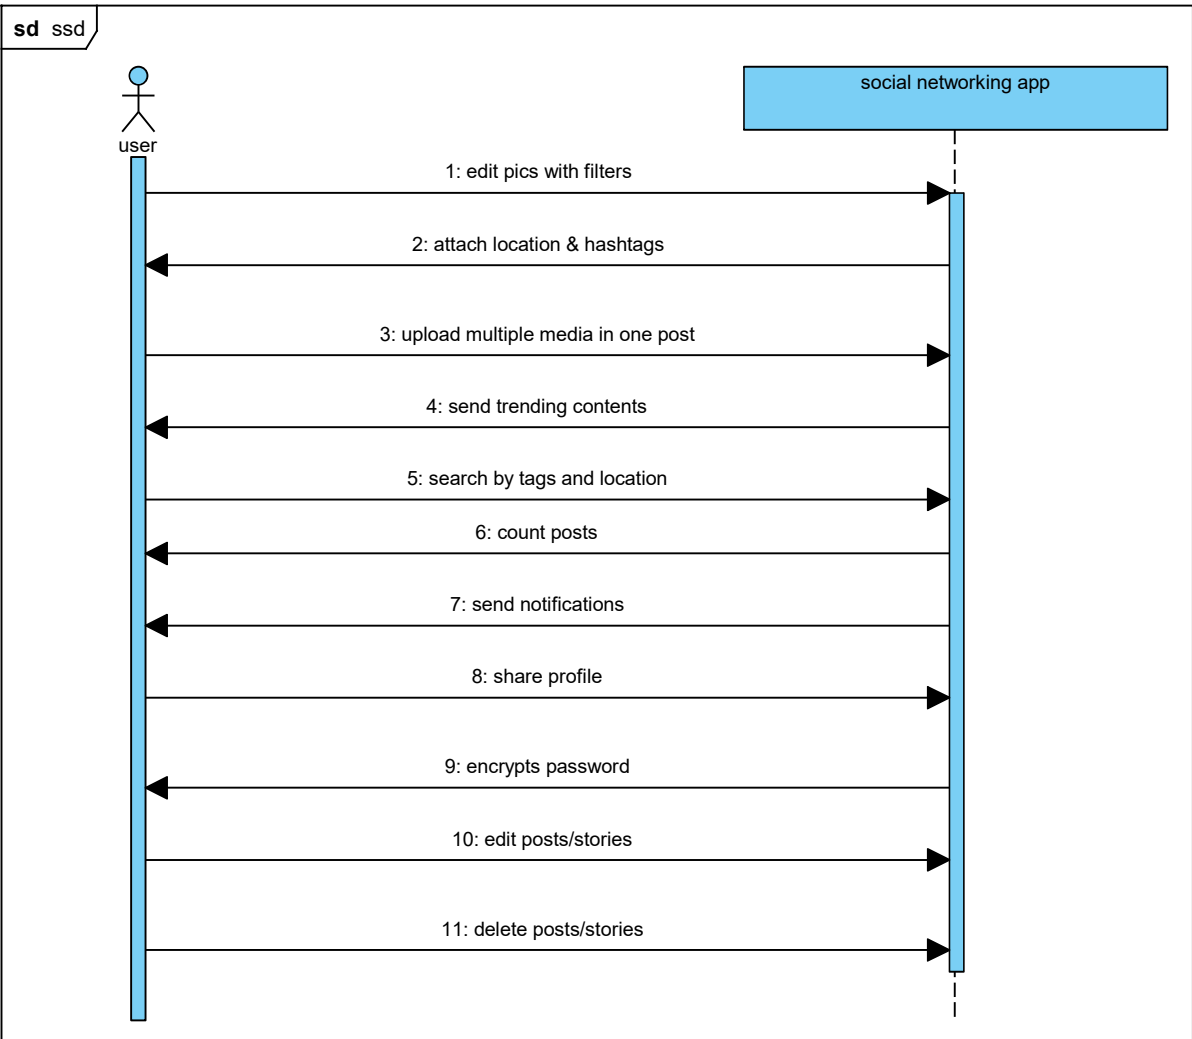 sd ssd
user
social networking app
1: edit pics with filters
2: attach location & hashtags
3: upload multiple media in one post
4: send trending contents
5: search by tags and location
6: count posts
7: send notifications
8: share profile
9: encrypts password
10: edit posts/stories
11: delete posts/stories